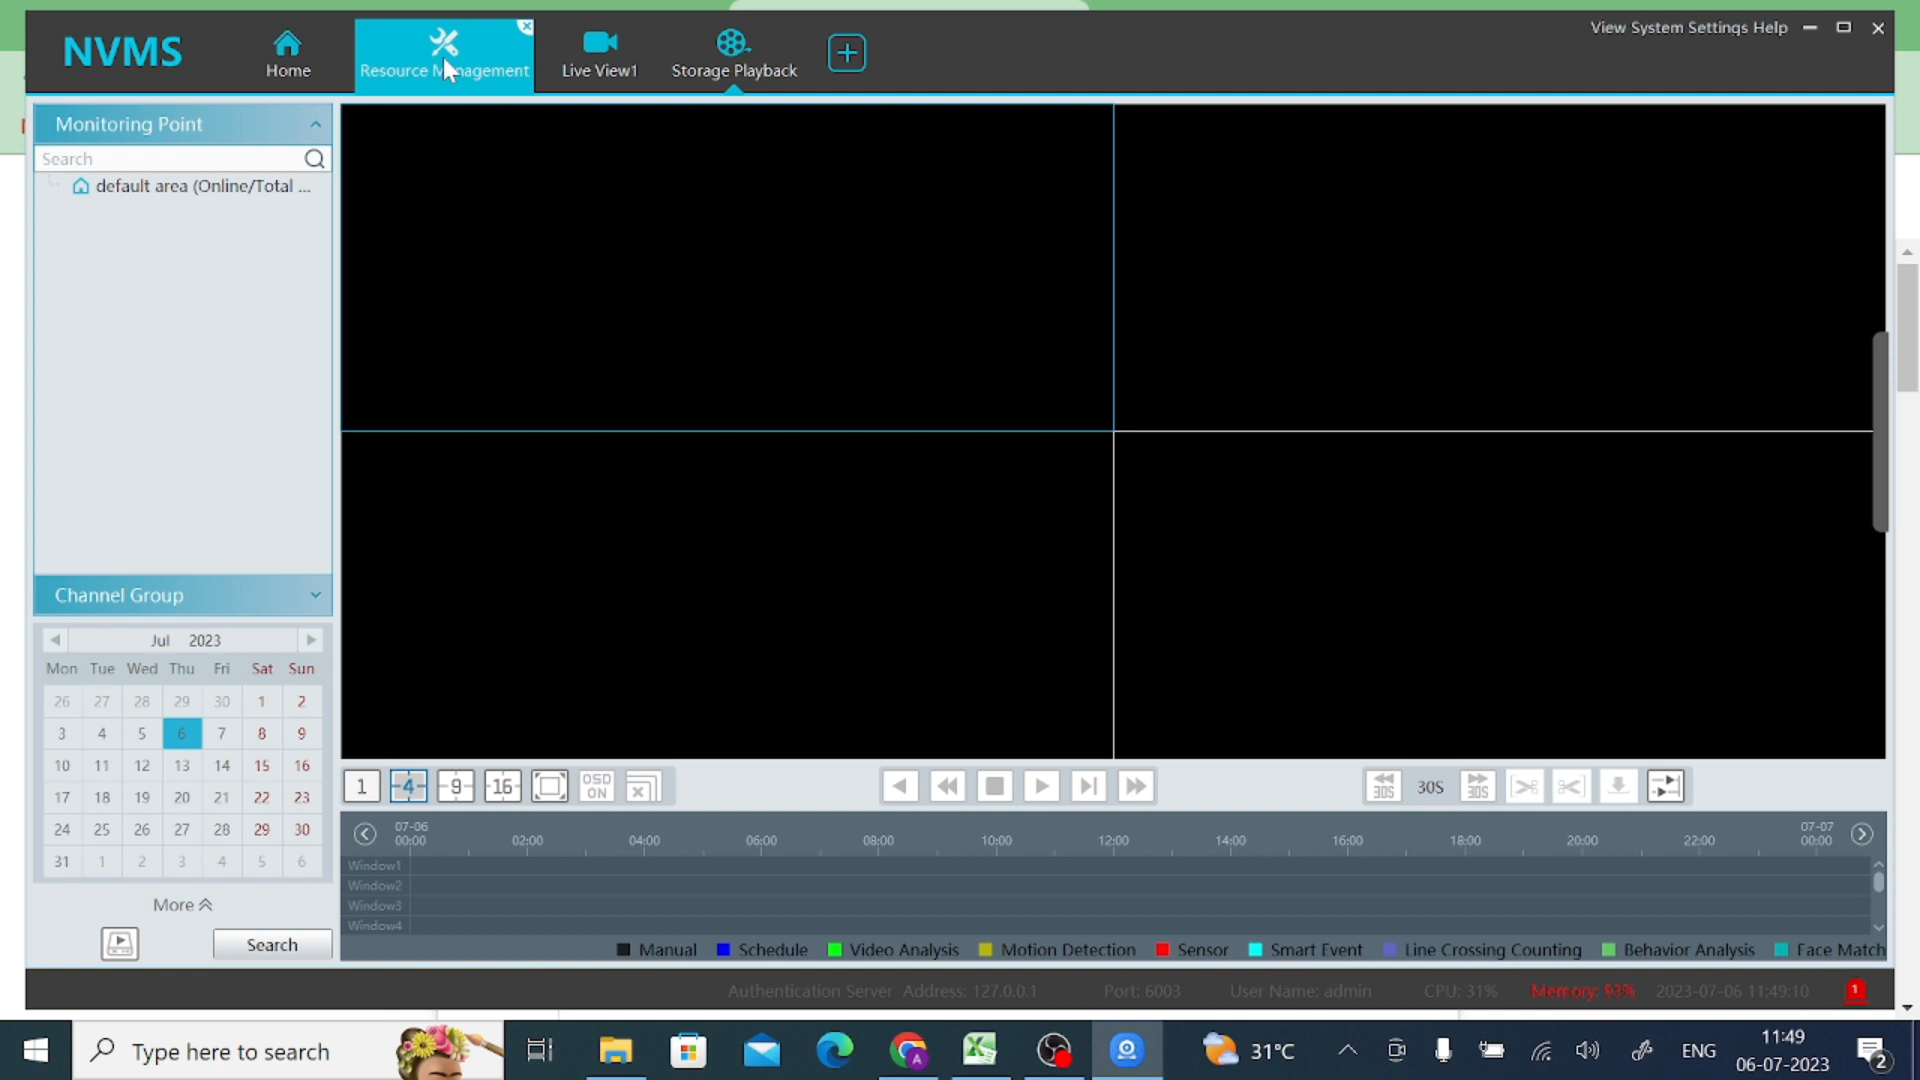 NVMS
Home
Resource Management
Live View1
Storage Playback
View System Settings Help
Monitoring Point
Search
default area (Online/Total ...
Channel Group
Jul 2023
Mon Tue Wed Thu Fri Sat Sun
26 27 28 29 30 1 2
3 4 5 6 7 8 9
10 11 12 13 14 15 16
17 18 19 20 21 22 23
24 25 26 27 28 29 30
31 1 2 3 4 5 6
More
Search
1 4 9 16 OSD ON
30S 30S 30S
07-06 07-07
00:00 02:00 04:00 06:00 08:00 10:00 12:00 14:00 16:00 18:00 20:00 22:00 00:00
Window1
Window2
Window3
Window4
Manual Schedule Video Analysis Motion Detection Sensor Smart Event Line Crossing Counting Behavior Analysis Face Match
Authentication Server Address: 127.0.0.1 Port: 6003 User Name: admin CPU: 31% Memory: 93% 2023-07-06 11:49:10 1
Type here to search
A
31°C
ENG
11:49
06-07-2023
2